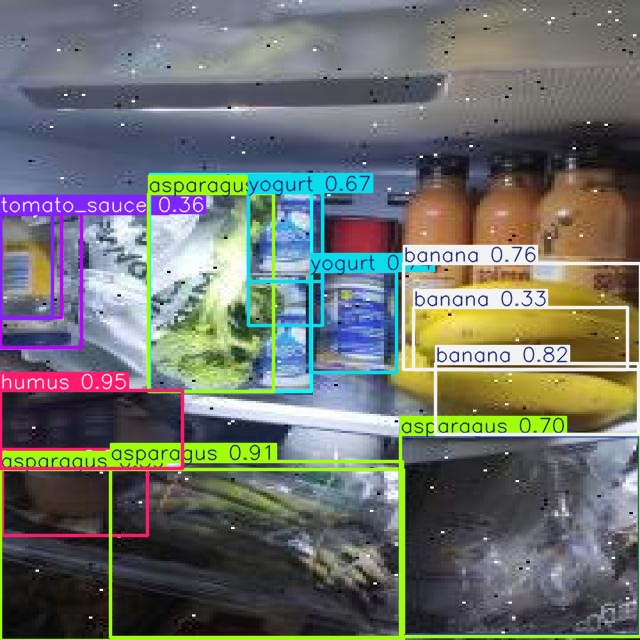 asparagus
yogurt 0.67
tomato_sauce 0.36
banana 0.76
yogurt 0.
banana 0.33
banana 0.82
humus 0.95
asparagus 0.70
asparagus 0.91
asparagus